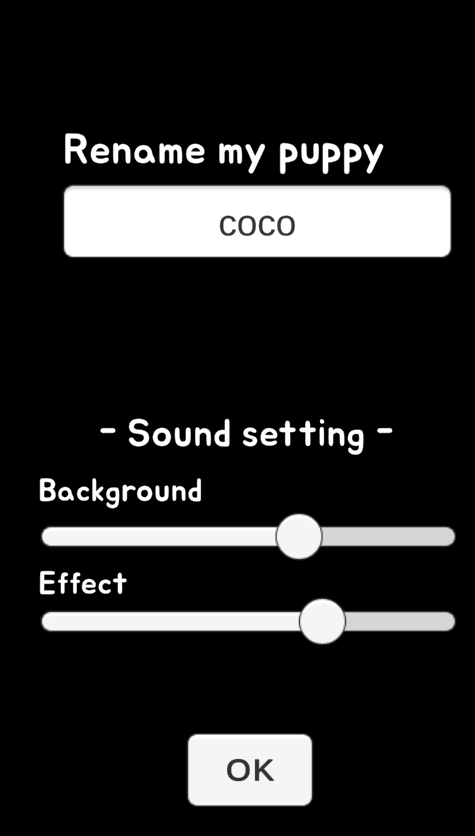 Rename my puppy
coco
- Sound setting -
Background
Effect
OK